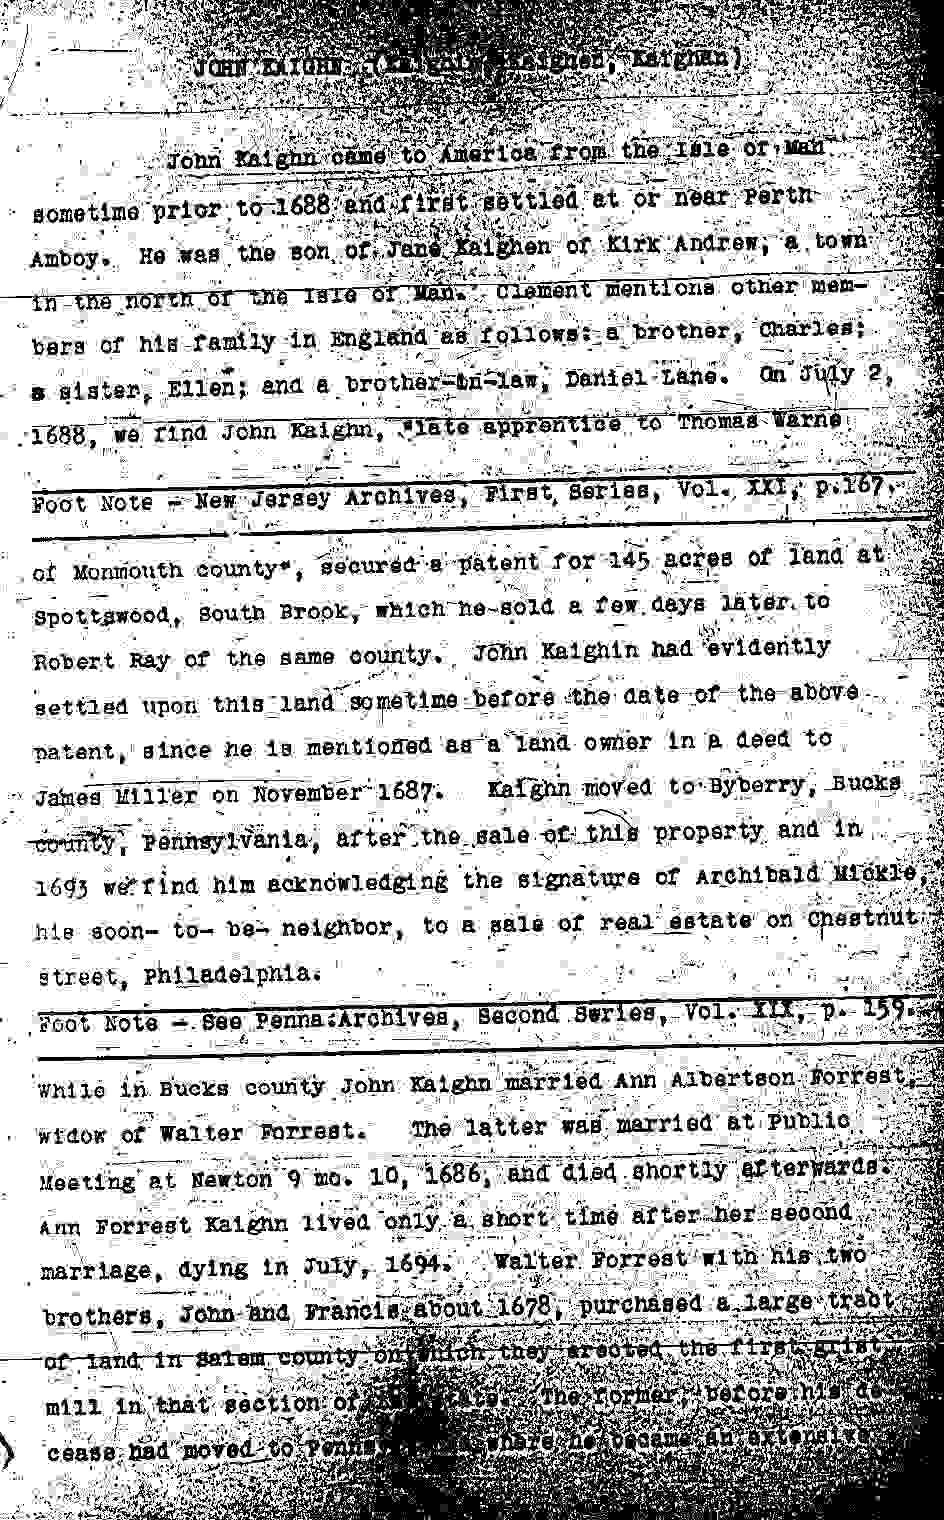 JOHN KAIGHN (Kaighin, Kaighen, Kaighan)
John Kaighn came to America from the Isle of Man
sometime prior to 1688 and first settled at or near Perth
Amboy. He was the son of Jane Kaighen of Kirk Andrew, a town
in the north of the Isle of Man. Clement mentions other mem-
bers of his family in England as follows: a brother, Charles;
a sister, Ellen; and a brother-in-law, Daniel Lane. On July 2,
1688, we find John Kaighn, "late apprentice to Thomas Warne
Foot Note - New Jersey Archives, First Series, Vol. XXI, p.167.
of Monmouth county", secured a patent for 145 acres of land at
Spottswood, South Brook, which he sold a few days later to
Robert Ray of the same county. John Kaighin had evidently
settled upon this land sometime before the date of the above
patent, since he is mentioned as a land owner in a deed to
James Miller on November 1687. Kaighn moved to Byberry, Bucks
county, Pennsylvania, after the sale of this property and in
1693 we find him acknowledging the signature of Archibald Mickle,
his soon- to- be- neighbor, to a sale of real estate on Chestnut
street, Philadelphia.
Foot Note - See Penna.Archives, Second Series, Vol. XIX, p. 159.
While in Bucks county John Kaighn married Ann Albertson Forrest,
widow of Walter Forrest. The latter was married at Public
Meeting at Newton 9 mo. 10, 1686, and died shortly afterwards.
Ann Forrest Kaighn lived only a short time after her second
marriage, dying in July, 1694. Walter Forrest with his two
brothers, John and Francis about 1678, purchased a large tract
of land in Salem county on which they erected the first grist
mill in that section of State. The former, before his de-
cease had moved to where he became an extensive